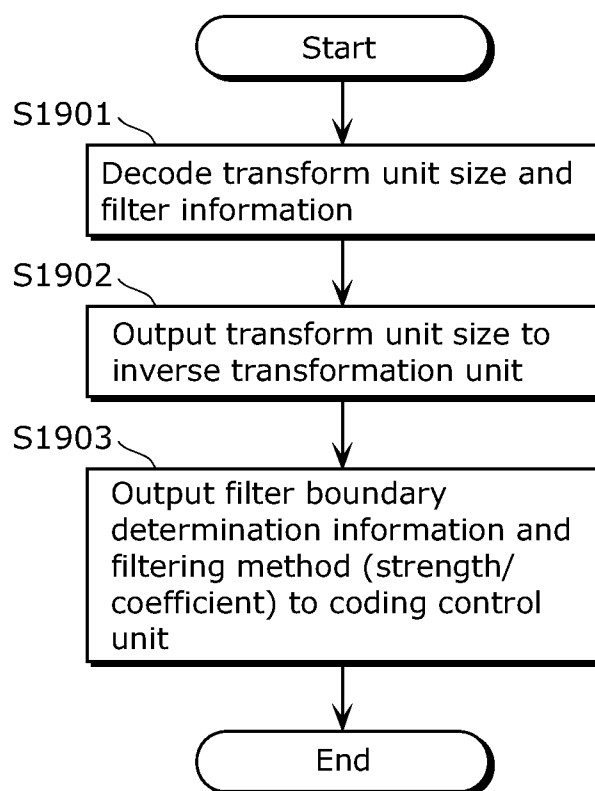 Start
S1901
Decode transform unit size and
filter information
S1902
Output transform unit size to
inverse transformation unit
S1903
Output filter boundary
determination information and
filtering method (strength/
coefficient) to coding control
unit
End